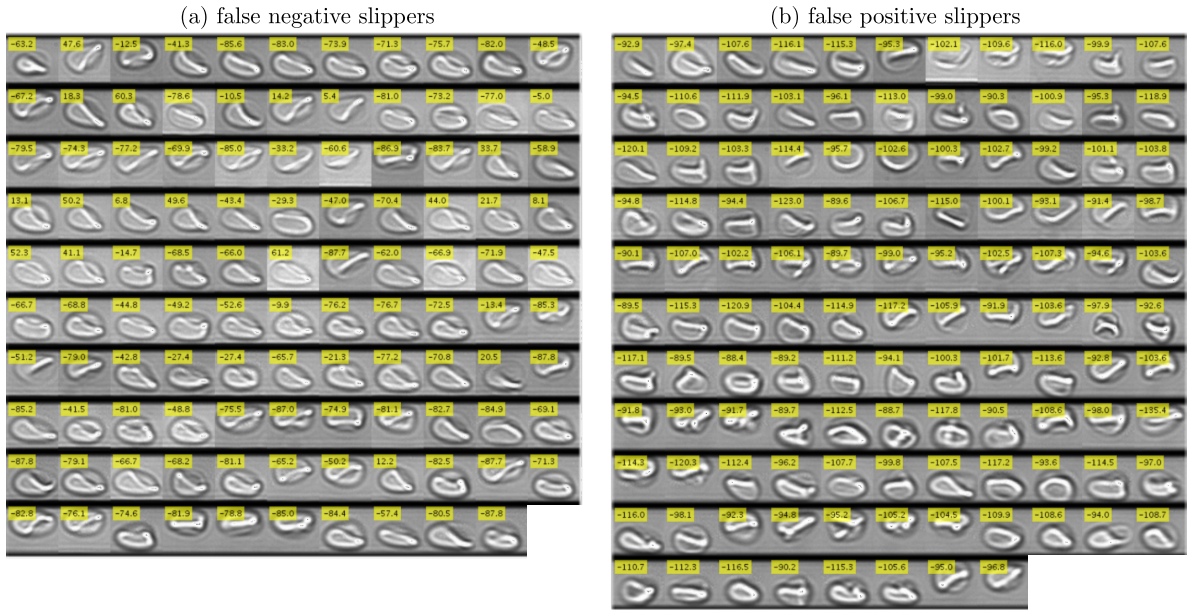 (a) false negative slippers
-63.2 47.6 -12.5 -41.3 -85.6 -83.0 -73.9 -71.3 -75.7 -82.0 -48.5
-67.2 18.3 60.3 -78.6 -10.5 14.2 5.4 -81.0 -73.2 -77.0 -5.0
-79.5 -74.3 -77.2 -69.9 -85.0 -33.2 -60.6 -86.9 -83.7 33.7 -58.9
13.1 50.2 6.8 49.6 -43.4 -29.3 -47.0 -70.4 44.0 21.7 8.1
52.3 41.1 -14.7 -68.5 -66.0 61.2 -87.7 -62.0 -66.9 -71.9 -47.5
-66.7 -68.8 -44.8 -49.2 -52.6 -9.9 -76.2 -76.7 -72.5 -13.4 -85.3
-51.2 -79.0 -42.8 -27.4 -27.4 -65.7 -21.3 -77.2 -70.8 20.5 -87.8
-85.2 -41.5 -81.0 -48.8 -75.5 -87.0 -74.9 -81.1 -82.7 -84.9 -69.1
-87.8 -79.1 -66.7 -68.2 -81.1 -65.2 -50.2 12.2 -82.5 -87.7 -71.3
-82.8 -76.1 -74.6 -81.9 -78.8 -85.0 -84.4 -57.4 -80.5 -87.8
(b) false positive slippers
-92.9 -97.4 -107.6 -116.1 -115.3 -95.3 -102.1 -109.6 -116.0 -99.9 -107.6
-94.5 -110.6 -111.9 -103.1 -96.1 -113.0 -99.0 -90.3 -100.9 -95.3 -118.9
-120.1 -109.2 -103.3 -114.4 -95.7 -102.6 -100.3 -102.7 -99.2 -101.1 -103.8
-94.8 -114.8 -94.4 -123.0 -89.6 -106.7 -115.0 -100.1 -93.1 -91.4 -98.7
-90.1 -107.0 -102.2 -106.1 -89.7 -99.0 -95.2 -102.5 -107.3 -94.6 -103.6
-89.5 -115.3 -120.9 -104.4 -114.9 -117.2 -105.9 -91.9 -103.6 -97.9 -92.6
-117.1 -89.5 -88.4 -89.2 -111.2 -94.1 -100.3 -101.7 -113.6 -92.8 -103.6
-91.8 -93.0 -91.7 -89.7 -112.5 -88.7 -117.8 -90.5 -108.6 -98.0 -135.4
-114.3 -120.3 -112.4 -96.2 -107.7 -99.8 -107.5 -117.2 -93.6 -114.5 -97.0
-116.0 -98.1 -92.3 -94.8 -95.2 -105.2 -104.5 -109.9 -108.6 -94.0 -108.7
-110.7 -112.3 -116.5 -90.2 -115.3 -105.6 -95.0 -96.8